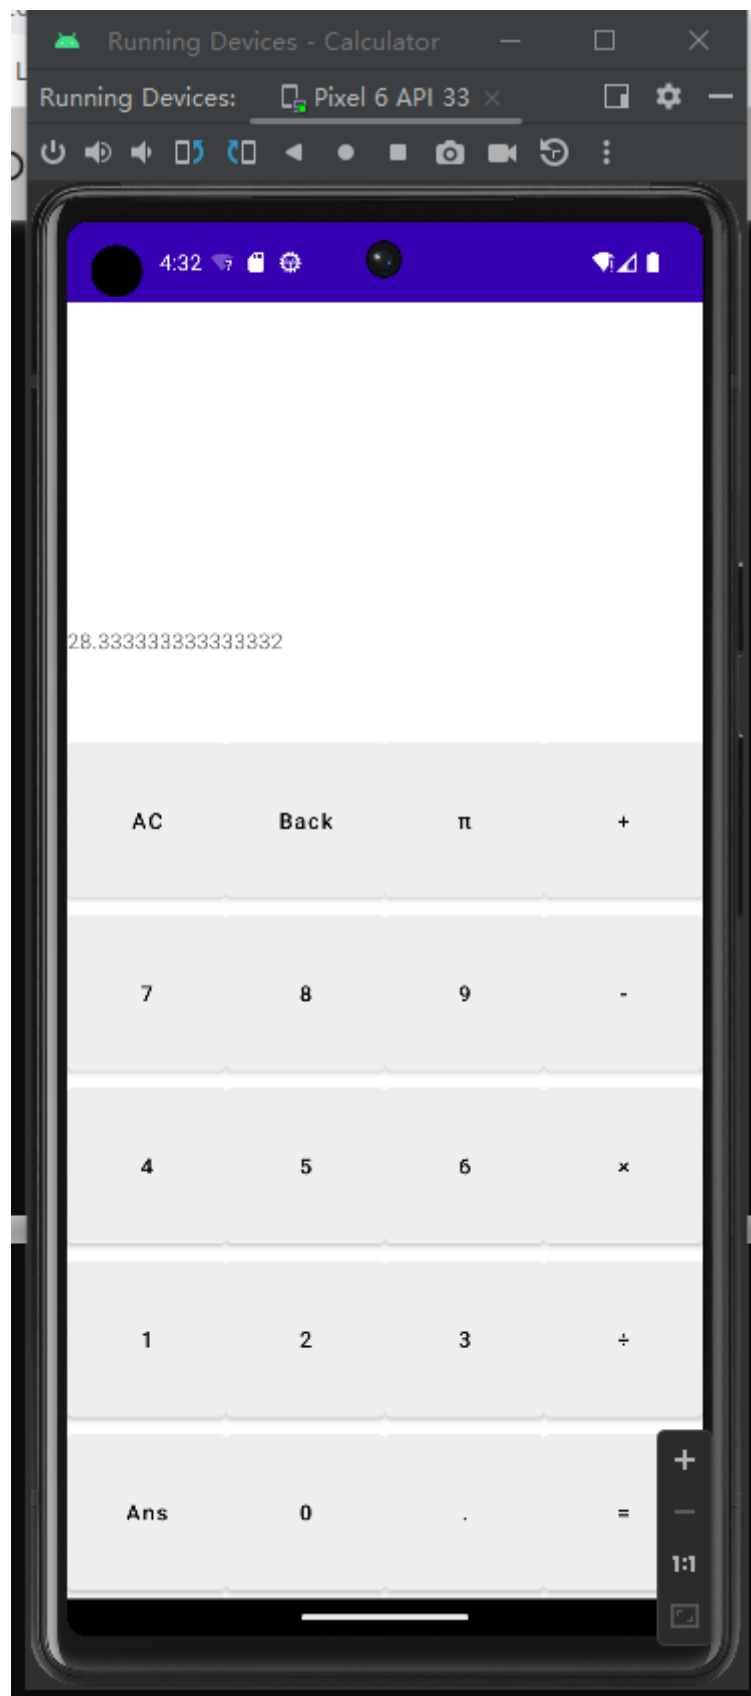 Running Devices - Calculator
Running Devices: Pixel 6 API 33
4:32
28.333333333333332
AC Back π +
7 8 9 -
4 5 6 ×
1 2 3 ÷
Ans 0 . =
1:1